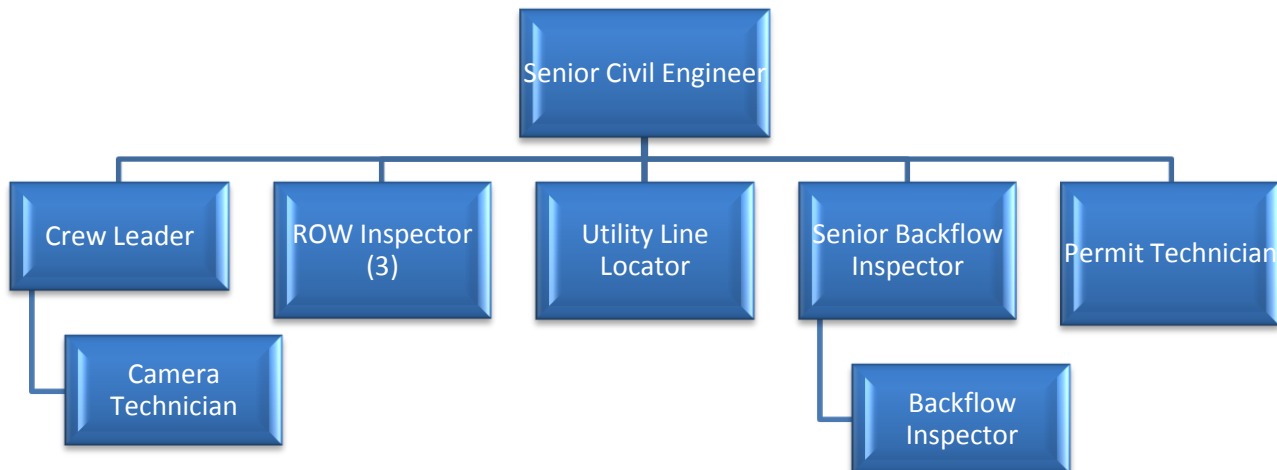 Senior Civil Engineer
Crew Leader
ROW Inspector
(3)
Utility Line
Locator
Senior Backflow
Inspector
Permit Technician
Camera
Technician
Backflow
Inspector